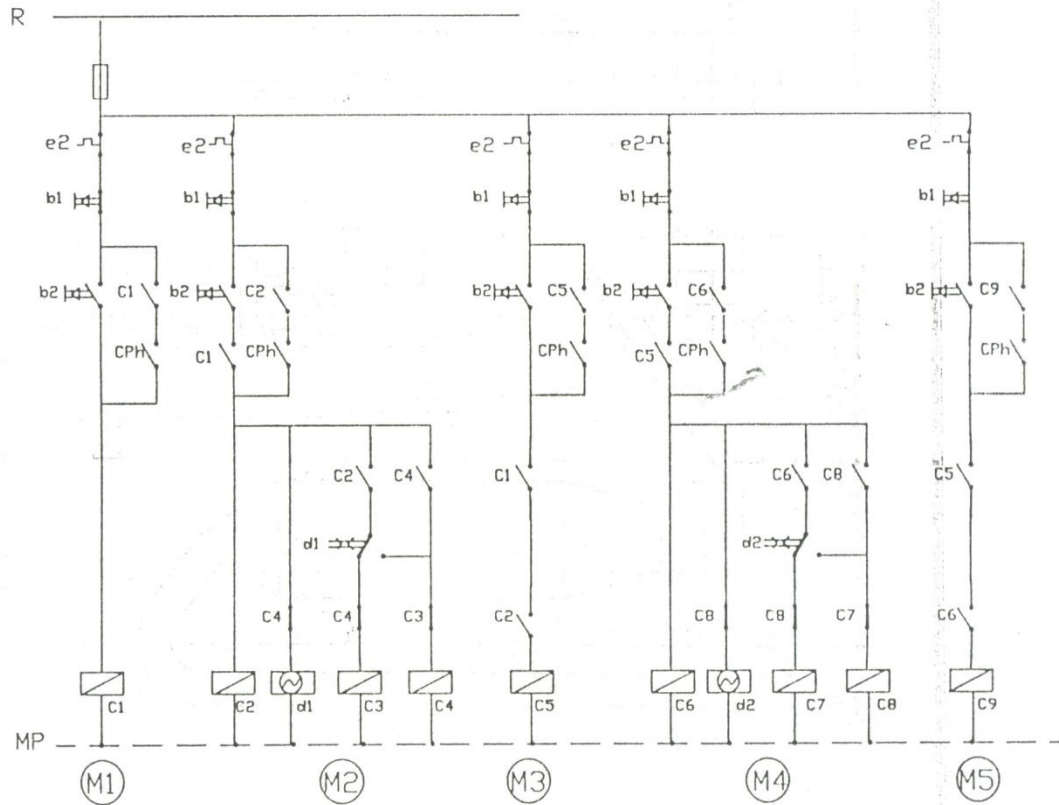 R
e2 e2 e2 e2 e2
b1 b1 b1 b1 b1
b2 C1 b2 C2 b2 C5 b2 C6 b2 C9
CPh C1 CPh CPh C5 CPh CPh
C2 C4 C1 C6 C8 C5
d1 d2
C4 C4 C3 C2 C8 C8 C7 C6
C1 C2 d1 C3 C4 C5 C6 d2 C7 C8 C9
MP
M1 M2 M3 M4 M5